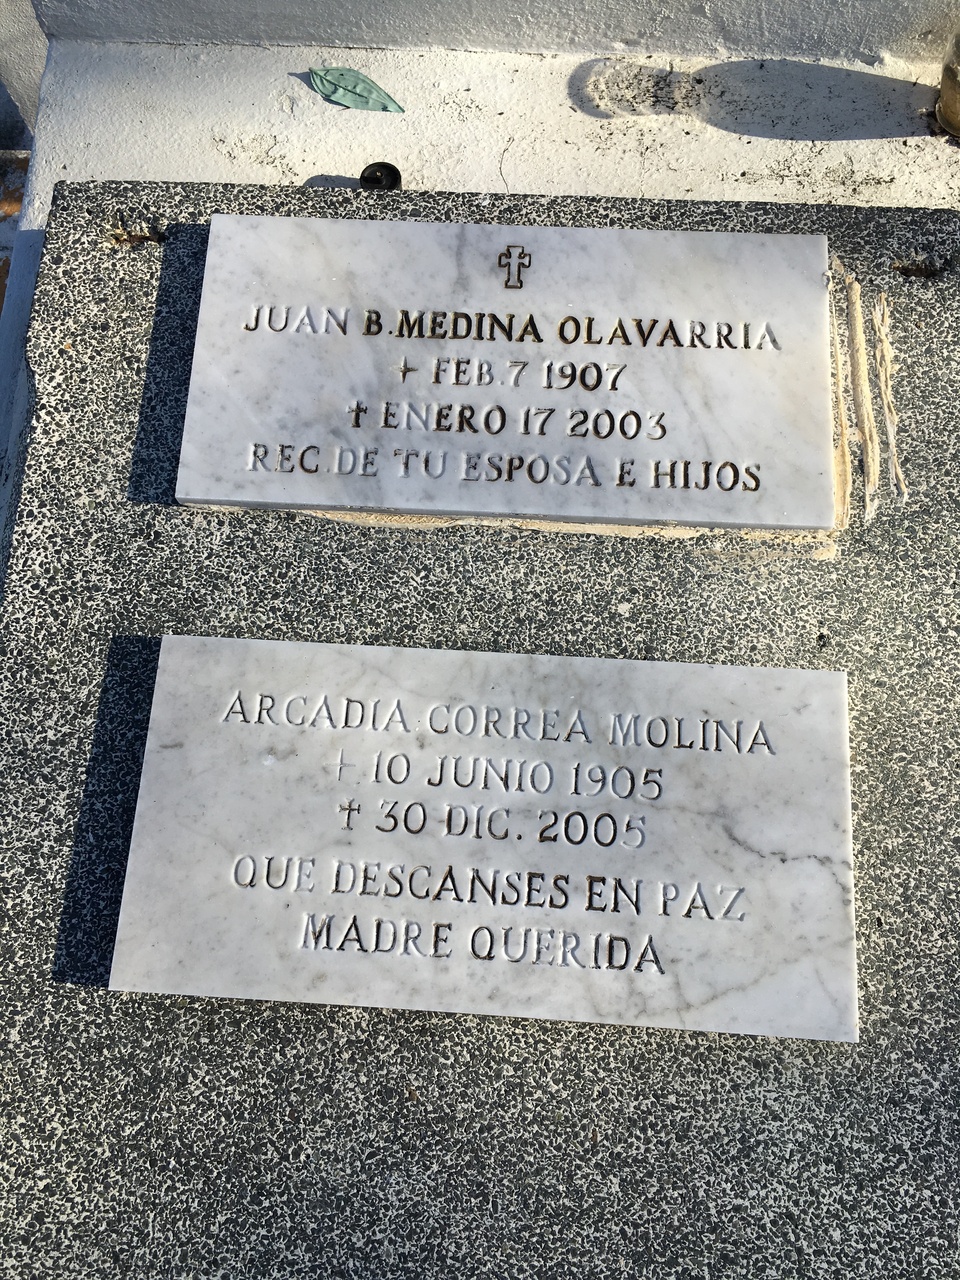 JUAN B. MEDINA OLAVARRIA
+ FEB. 7 1907
✝ ENERO 17 2003
REC. DE TU ESPOSA E HIJOS
ARCADIA CORREA MOLINA
+ 10 JUNIO 1905
✝ 30 DIC. 2005
QUE DESCANSES EN PAZ
MADRE QUERIDA